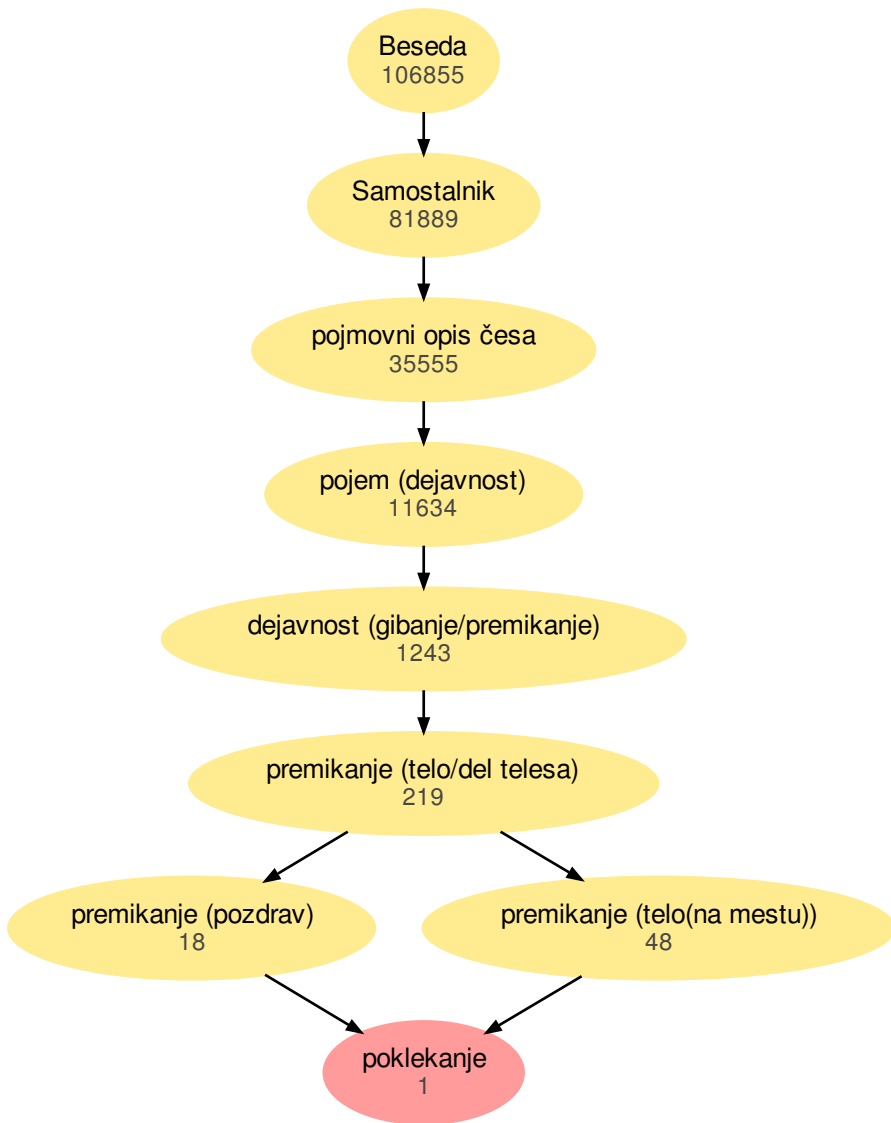 Beseda
106855
Samostalnik
81889
pojmovni opis česa
35555
pojem (dejavnost)
11634
dejavnost (gibanje/premikanje)
1243
premikanje (telo/del telesa)
219
premikanje (pozdrav)
18
premikanje (telo(na mestu))
48
poklekanje
1